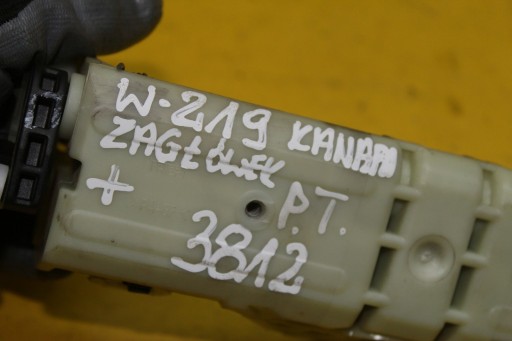 W.219 KANAPA
ZAGŁÓWEK
+ P.T.
3812